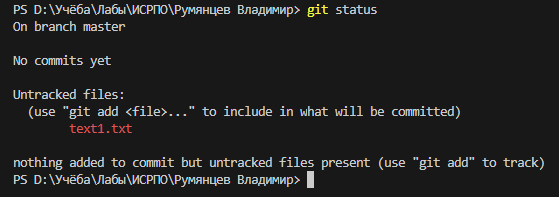 PS D:\Учёба\Лабы\ИСРПО\Румянцев Владимир> git status
On branch master

No commits yet

Untracked files:
  (use "git add <file>..." to include in what will be committed)
        text1.txt

nothing added to commit but untracked files present (use "git add" to track)
PS D:\Учёба\Лабы\ИСРПО\Румянцев Владимир>